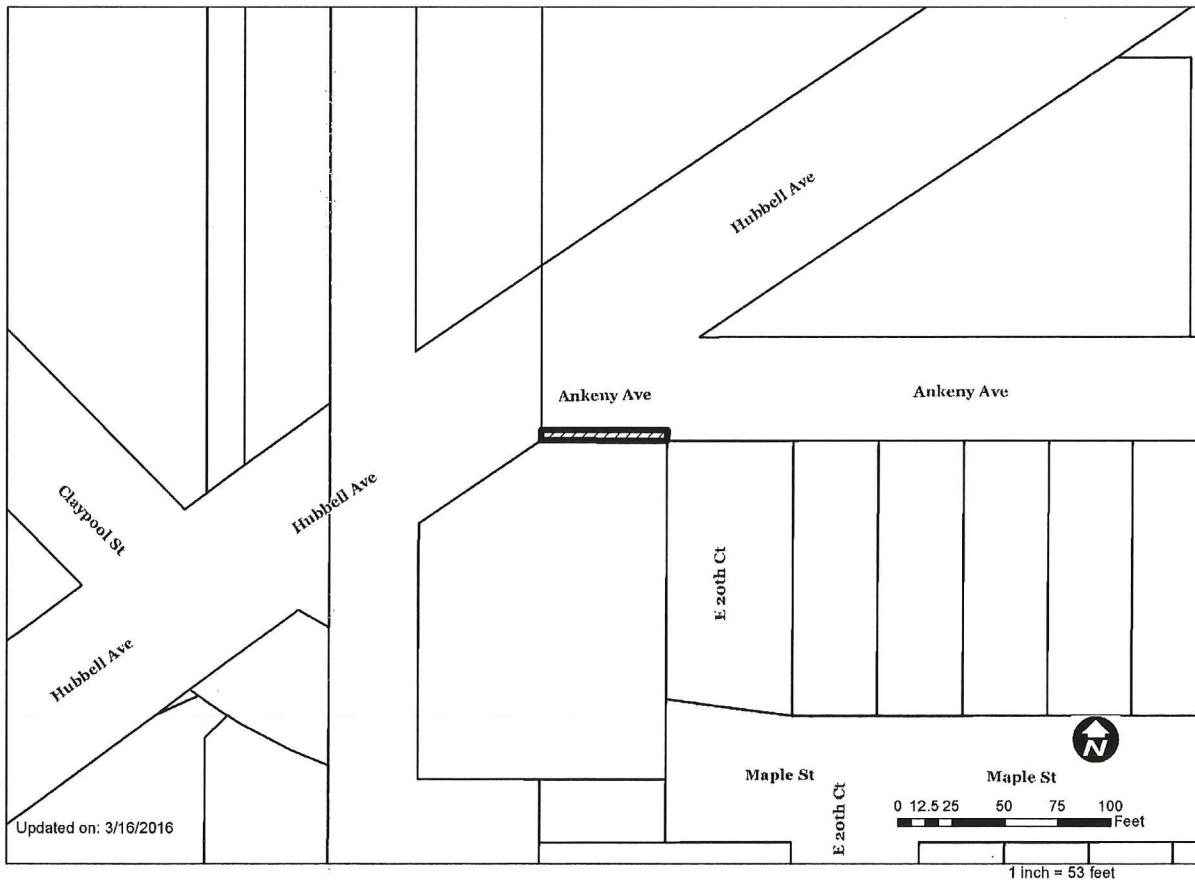 Hubbell Ave
Ankeny Ave
Ankeny Ave
Claypool St
Hubbell Ave
E 20th Ct
Hubbell Ave
N
Maple St
Maple St
E 20th Ct
0 12.5 25 50 75 100
Feet
Updated on: 3/16/2016
1 inch = 53 feet